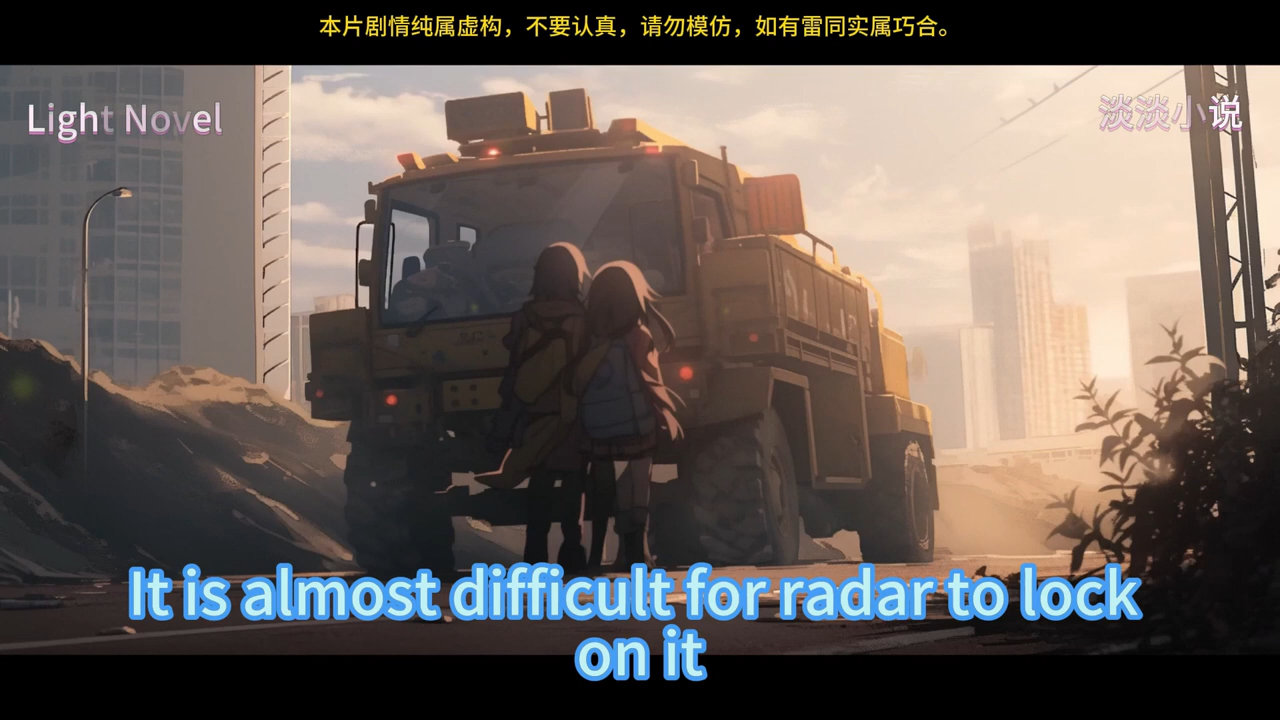 本片剧情纯属虚构，不要认真，请勿模仿，如有雷同实属巧合。
Light Novel
淡淡小说
It is almost difficult for radar to lock
on it